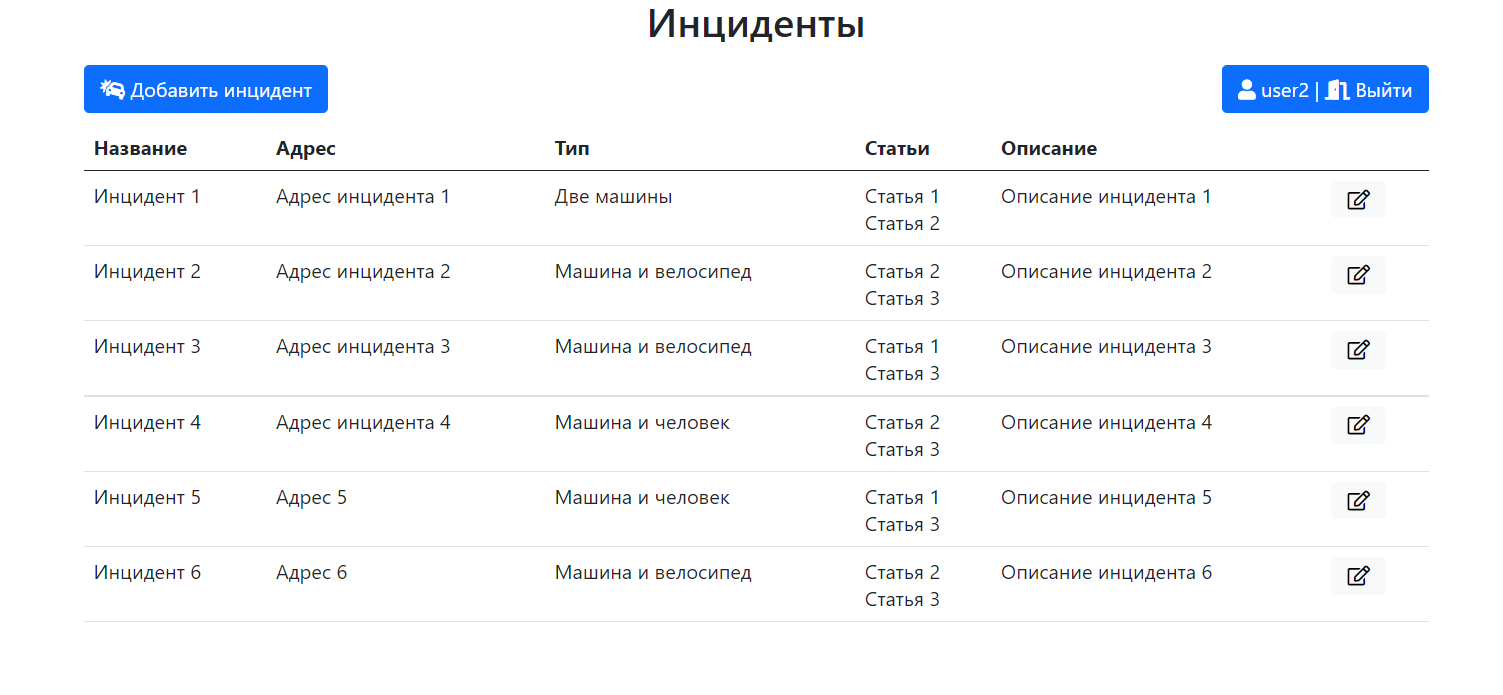 Инциденты
Добавить инцидент
user2 | Выйти
Название Адрес Тип Статьи Описание
Инцидент 1 Адрес инцидента 1 Две машины Статья 1 Описание инцидента 1
Статья 2
Инцидент 2 Адрес инцидента 2 Машина и велосипед Статья 2 Описание инцидента 2
Статья 3
Инцидент 3 Адрес инцидента 3 Машина и велосипед Статья 1 Описание инцидента 3
Статья 3
Инцидент 4 Адрес инцидента 4 Машина и человек Статья 2 Описание инцидента 4
Статья 3
Инцидент 5 Адрес 5 Машина и человек Статья 1 Описание инцидента 5
Статья 3
Инцидент 6 Адрес 6 Машина и велосипед Статья 2 Описание инцидента 6
Статья 3